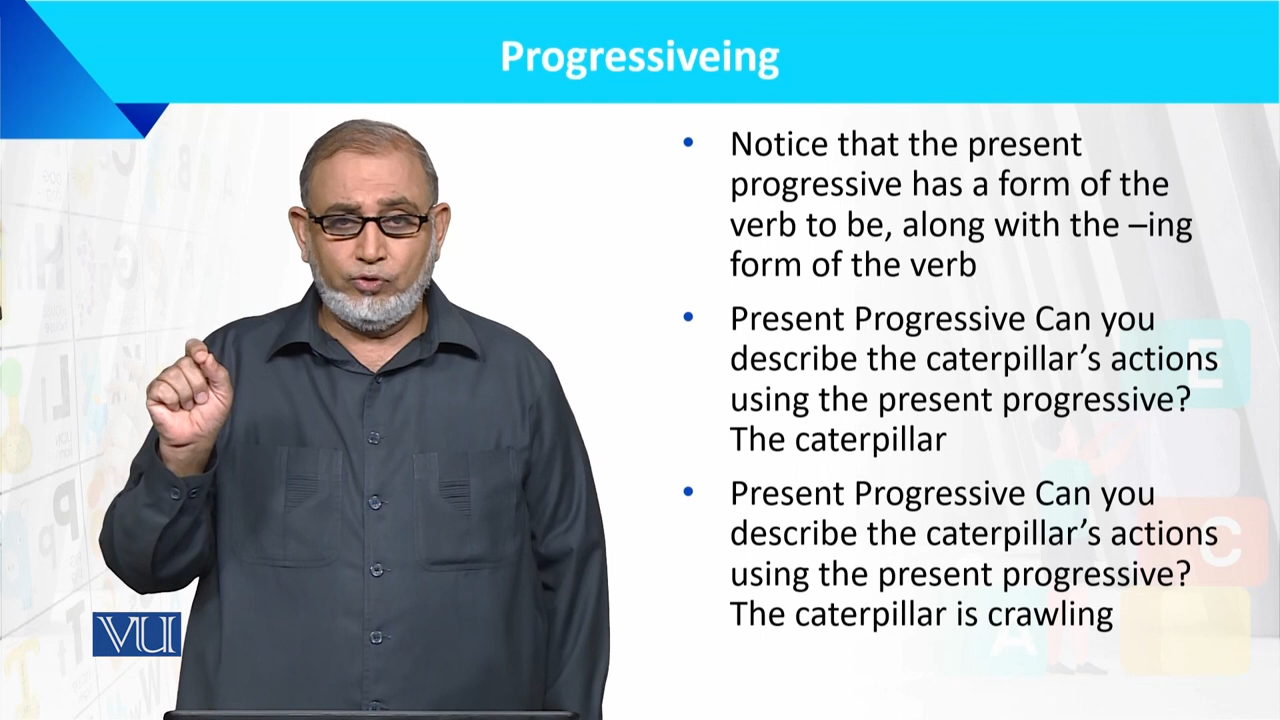 Progressiveing
• Notice that the present
progressive has a form of the
verb to be, along with the –ing
form of the verb
• Present Progressive Can you
describe the caterpillar’s actions
using the present progressive?
The caterpillar
• Present Progressive Can you
describe the caterpillar’s actions
using the present progressive?
The caterpillar is crawling
VU
E
C
A